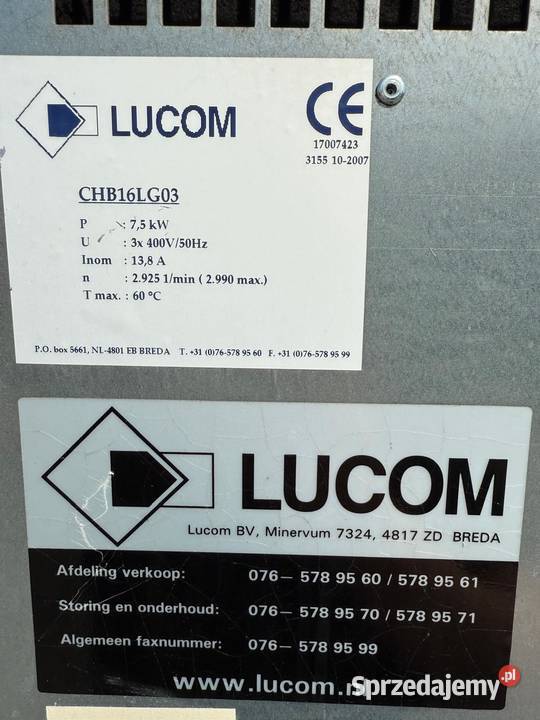 LUCOM
CE
17007423
3155 10-2007
CHB16LG03
P : 7,5 kW
U : 3x 400V/50Hz
Inom : 13,8 A
n : 2.925 1/min ( 2.990 max.)
T max. : 60 °C
P.O. box 5661, NL-4801 EB BREDA T. +31 (0)76-578 95 60 F. +31 (0)76-578 95 99
LUCOM
Lucom BV, Minervum 7324, 4817 ZD BREDA
Afdeling verkoop: 076— 578 95 60 / 578 95 61
Storing en onderhoud: 076— 578 95 70 / 578 95 71
Algemeen faxnummer: 076— 578 95 99
www.lucom.n
Sprzedajemy.pl